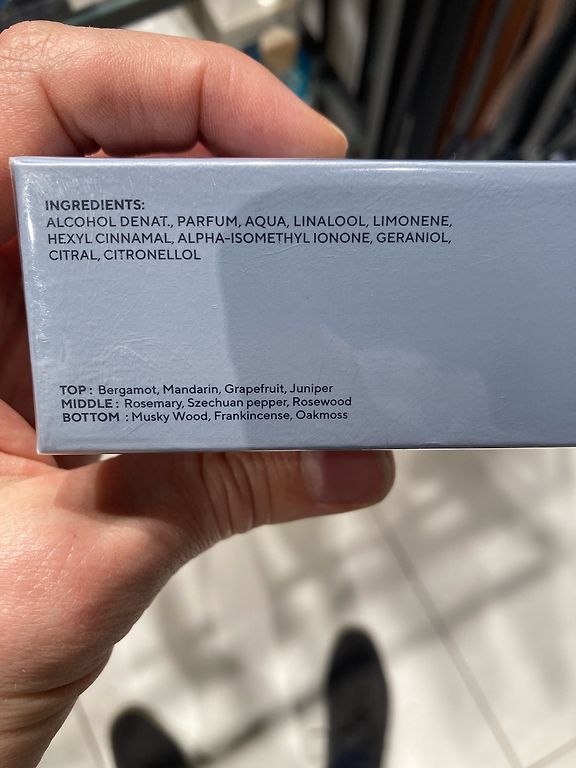 INGREDIENTS:
ALCOHOL DENAT., PARFUM, AQUA, LINALOOL, LIMONENE,
HEXYL CINNAMAL, ALPHA-ISOMETHYL IONONE, GERANIOL,
CITRAL, CITRONELLOL
TOP : Bergamot, Mandarin, Grapefruit, Juniper
MIDDLE : Rosemary, Szechuan pepper, Rosewood
BOTTOM : Musky Wood, Frankincense, Oakmoss